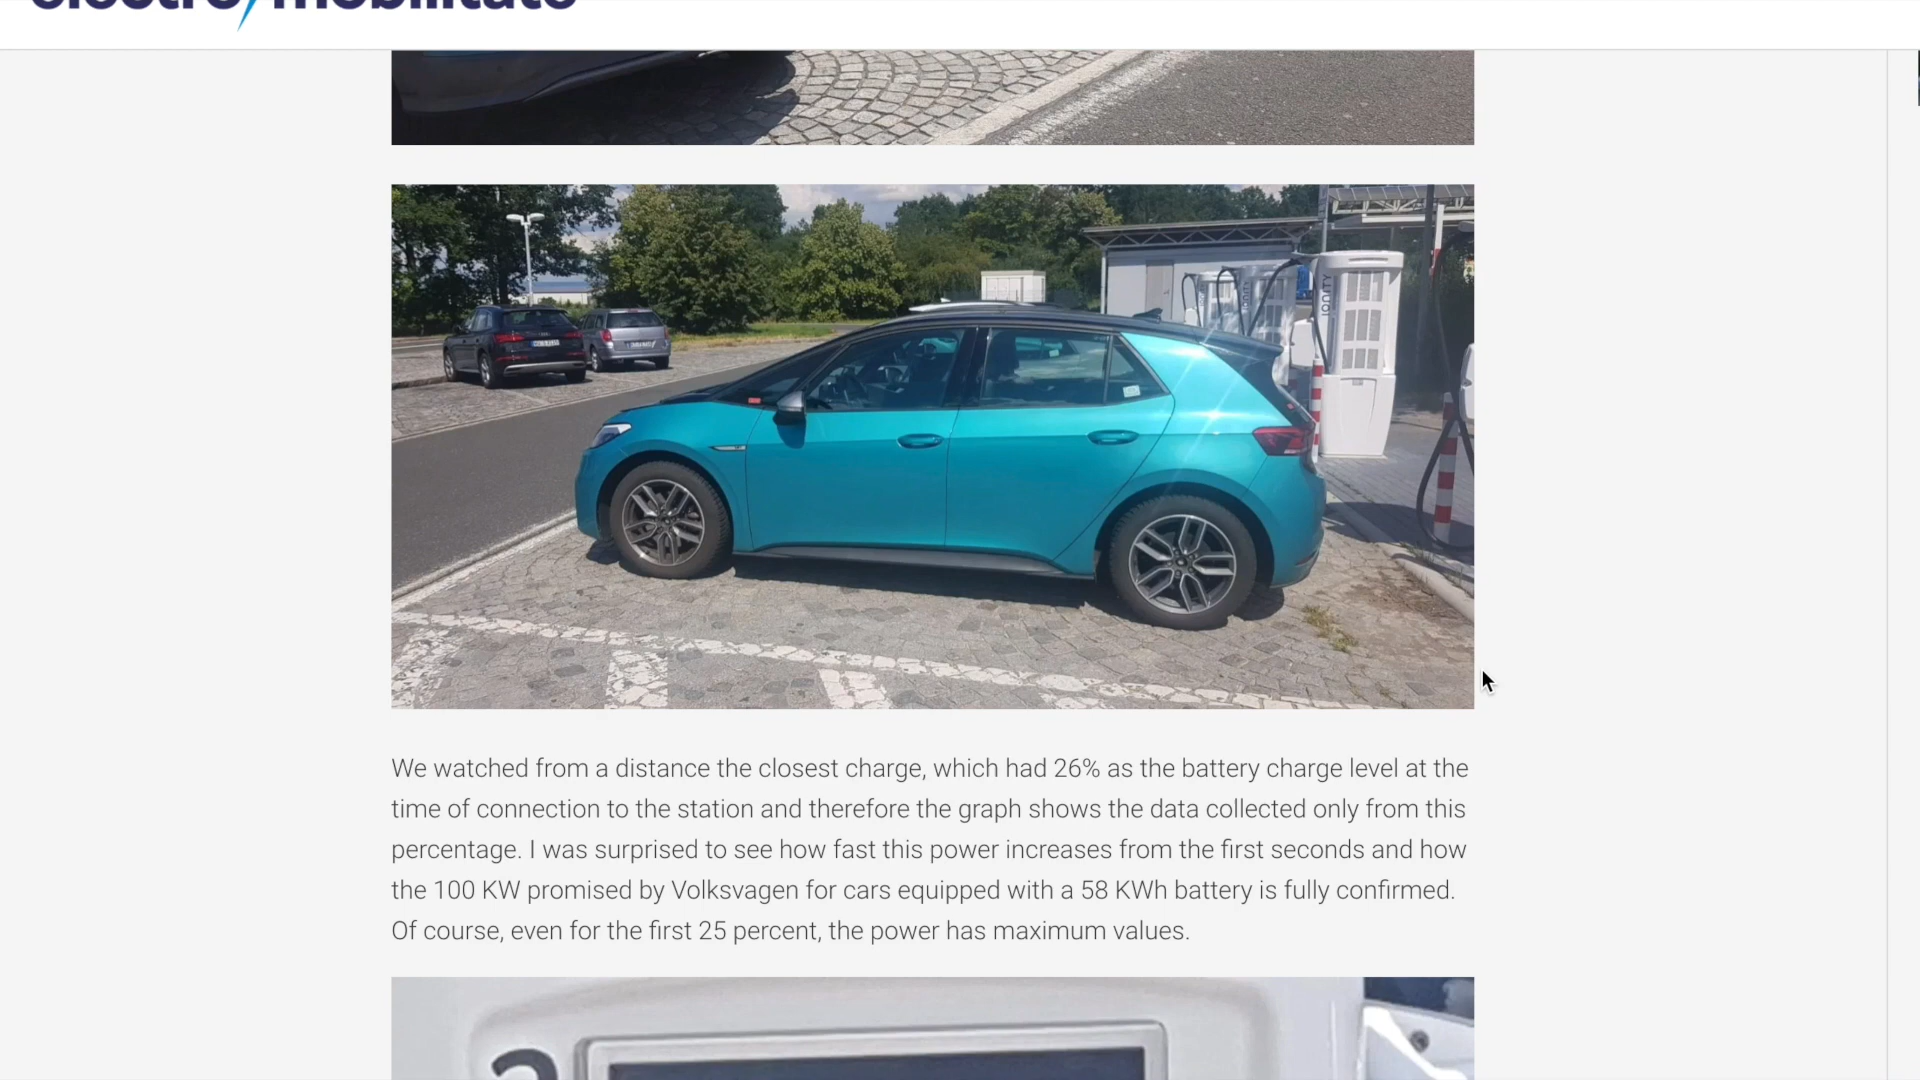 electro/mobilitate
IONITY
We watched from a distance the closest charge, which had 26% as the battery charge level at the
time of connection to the station and therefore the graph shows the data collected only from this
percentage. I was surprised to see how fast this power increases from the first seconds and how
the 100 KW promised by Volksvagen for cars equipped with a 58 KWh battery is fully confirmed.
Of course, even for the first 25 percent, the power has maximum values.